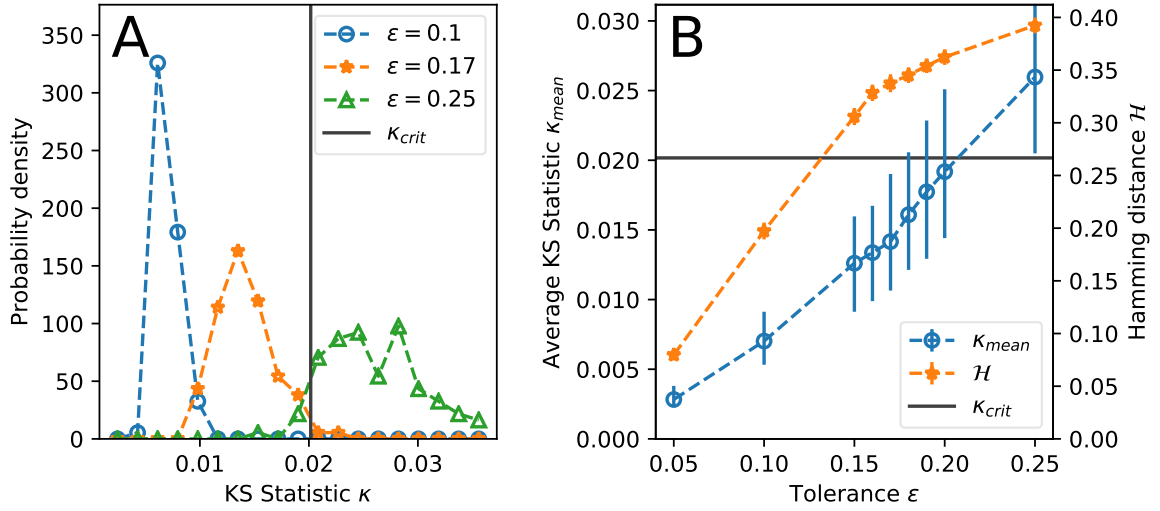 A
ε = 0.1
ε = 0.17
ε = 0.25
κcrit
350
300
250
200
150
100
50
0
Probability density
0.01
0.02
0.03
KS Statistic κ
B
0.030
0.025
0.020
0.015
0.010
0.005
0.000
Average KS Statistic κmean
0.05
0.10
0.15
0.20
0.25
Tolerance ε
κmean
ℋ
κcrit
0.40
0.35
0.30
0.25
0.20
0.15
0.10
0.05
0.00
Hamming distance ℋ